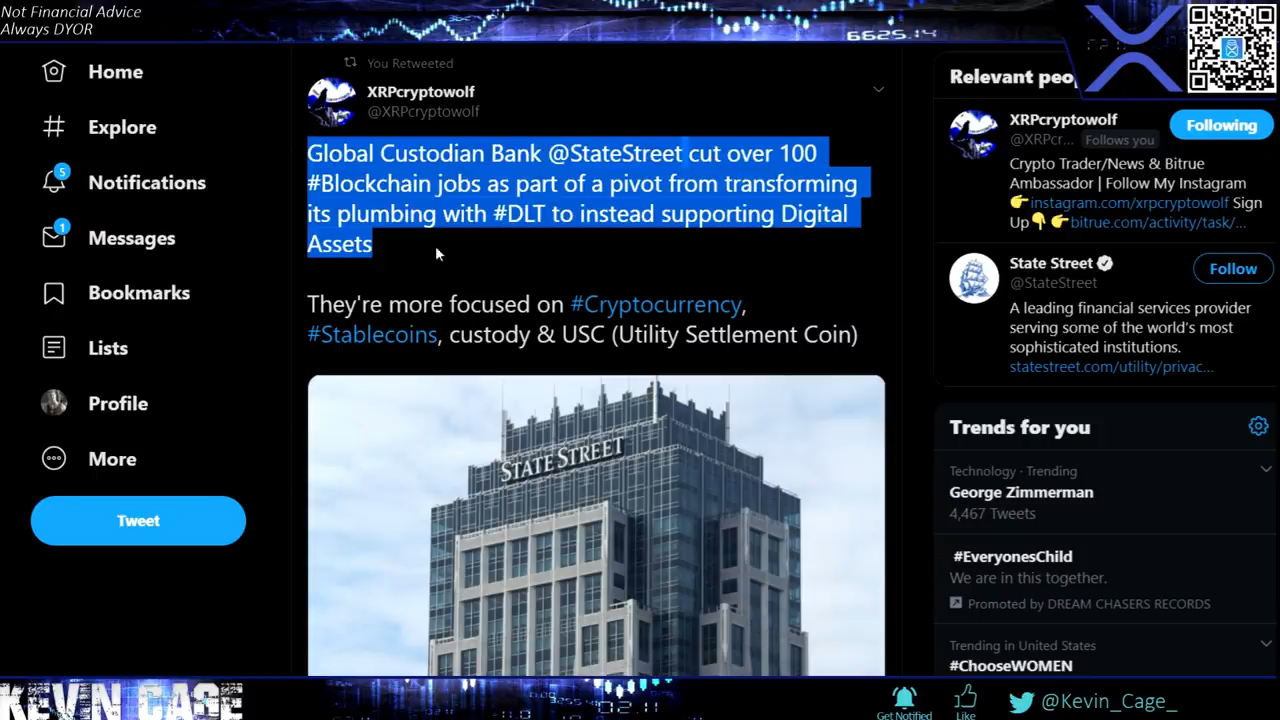 Not Financial Advice
Always DYOR
6625.14
Home
Explore
5
Notifications
1
Messages
Bookmarks
Lists
Profile
More
Tweet
You Retweeted
XRPcryptowolf
@XRPcryptowolf
Global Custodian Bank @StateStreet cut over 100
#Blockchain jobs as part of a pivot from transforming
its plumbing with #DLT to instead supporting Digital
Assets
They're more focused on #Cryptocurrency,
#Stablecoins, custody & USC (Utility Settlement Coin)
STATE STREET
Relevant peop
XRPcryptowolf
@XRPcr... Follows you
Following
Crypto Trader/News & Bitrue
Ambassador | Follow My Instagram
👉instagram.com/xrpcryptowolf Sign
Up👇 👉bitrue.com/activity/task/...
State Street
@StateStreet
Follow
A leading financial services provider
serving some of the world's most
sophisticated institutions.
statestreet.com/utility/privac...
Trends for you
Technology · Trending
George Zimmerman
4,467 Tweets
#EveryonesChild
We are in this together.
Promoted by DREAM CHASERS RECORDS
Trending in United States
#ChooseWOMEN
KEVIN CAGE
Get Notified
Like
@Kevin_Cage_